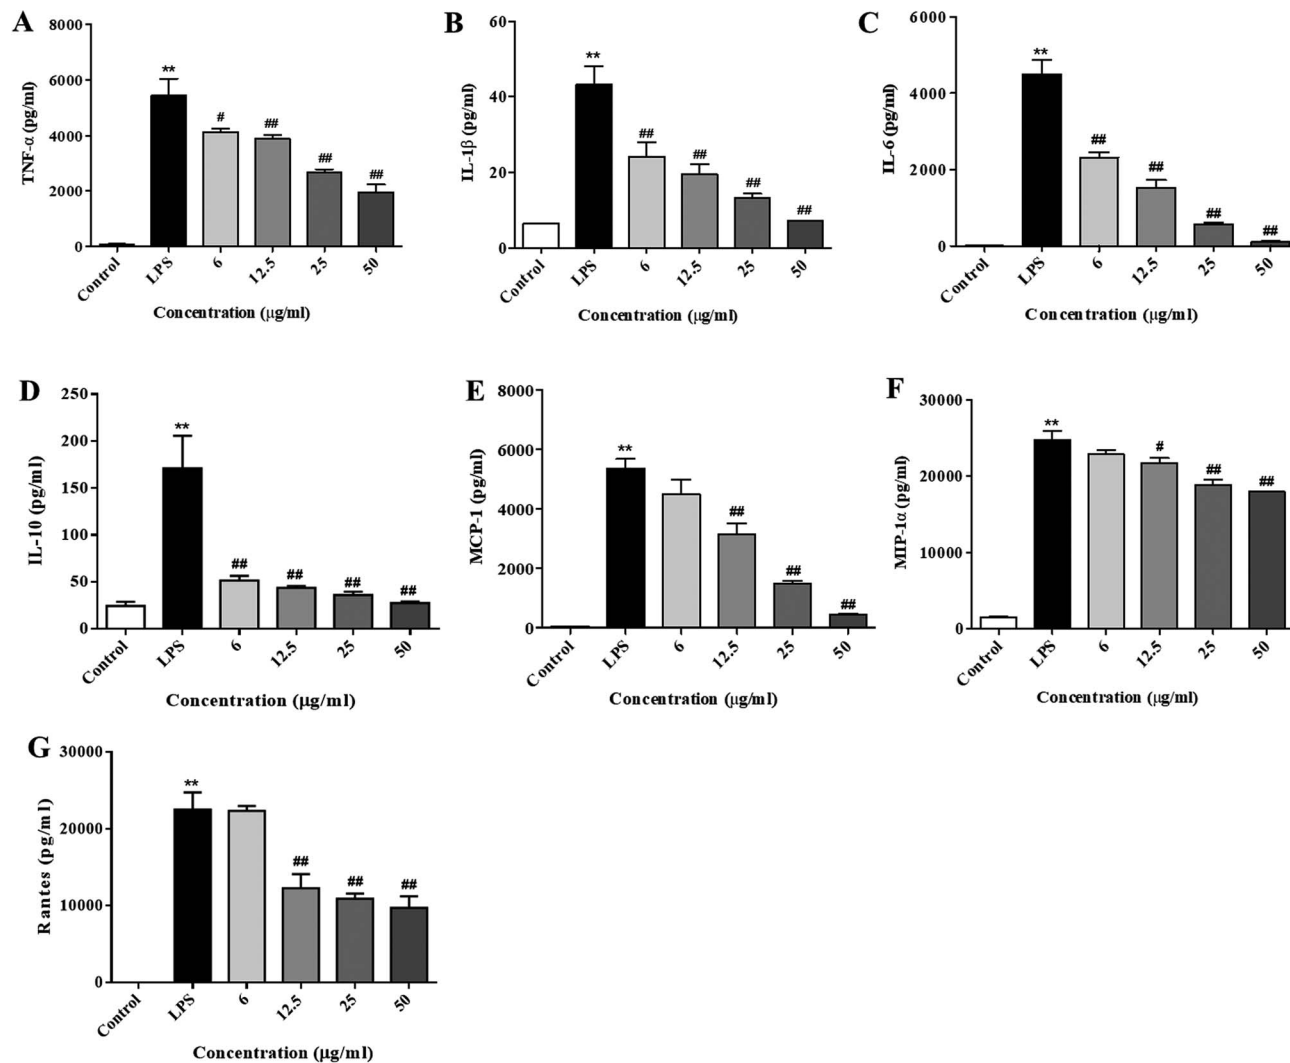 A
TNF-α (pg/ml)
8000
6000
4000
2000
0
**
#
##
##
##
Control
LPS
6
12.5
25
50
Concentration (μg/ml)
B
IL-1β (pg/ml)
60
40
20
0
**
##
##
##
##
Control
LPS
6
12.5
25
50
Concentration (μg/ml)
C
IL-6 (pg/ml)
6000
4000
2000
0
**
##
##
##
##
Control
LPS
6
12.5
25
50
Concentration (μg/ml)
D
IL-10 (pg/ml)
250
200
150
100
50
0
**
##
##
##
##
Control
LPS
6
12.5
25
50
Concentration (μg/ml)
E
MCP-1 (pg/ml)
8000
6000
4000
2000
0
**
##
##
##
Control
LPS
6
12.5
25
50
Concentration (μg/ml)
F
MIP-1α (pg/ml)
30000
20000
10000
0
**
#
##
##
Control
LPS
6
12.5
25
50
Concentration (μg/ml)
G
Rantes (pg/ml)
30000
20000
10000
0
**
##
##
##
Control
LPS
6
12.5
25
50
Concentration (μg/ml)